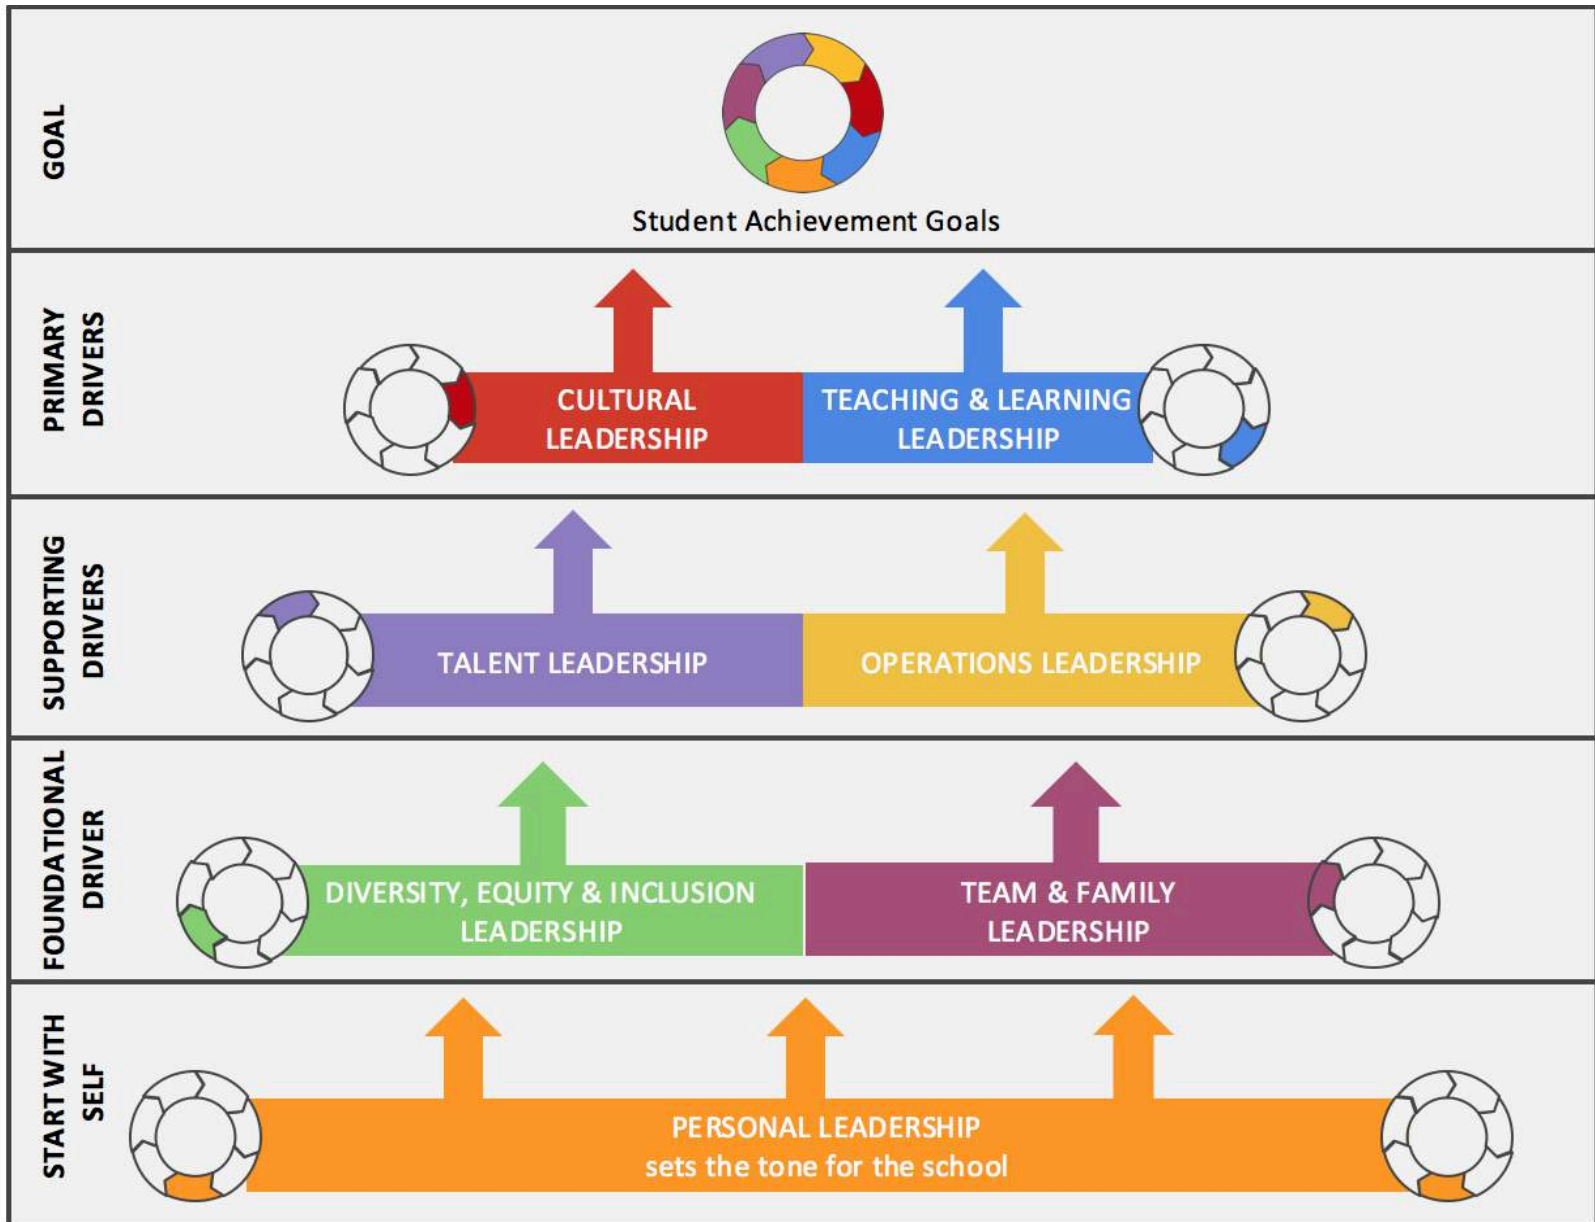 GOAL
Student Achievement Goals
PRIMARY
DRIVERS
CULTURAL
LEADERSHIP
TEACHING & LEARNING
LEADERSHIP
SUPPORTING
DRIVERS
TALENT LEADERSHIP
OPERATIONS LEADERSHIP
FOUNDATIONAL
DRIVER
DIVERSITY, EQUITY & INCLUSION
LEADERSHIP
TEAM & FAMILY
LEADERSHIP
START WITH
SELF
PERSONAL LEADERSHIP
sets the tone for the school